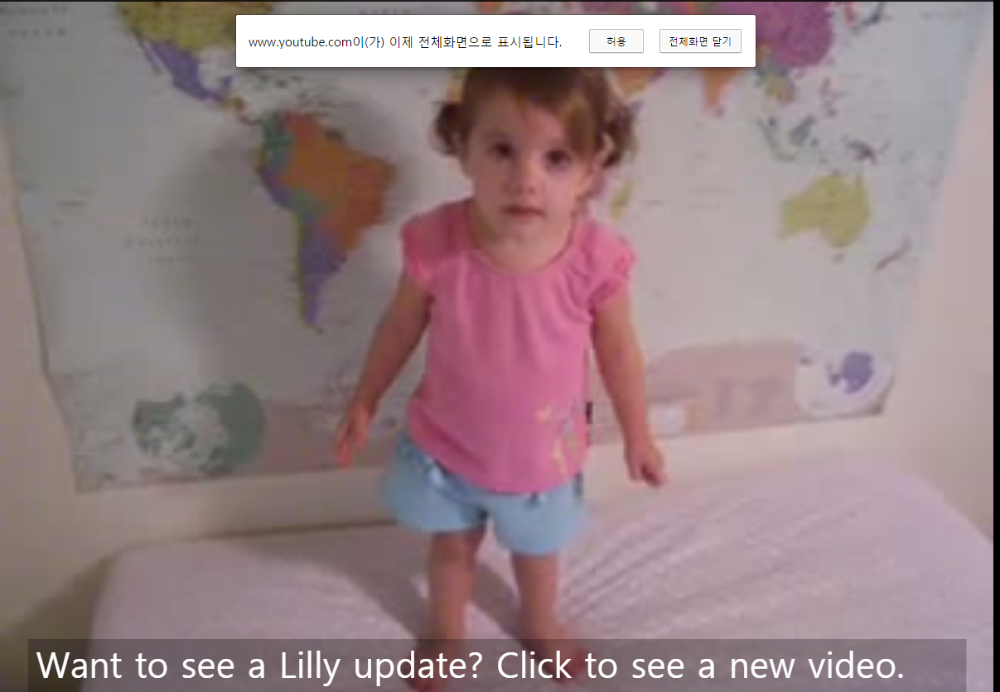 www.youtube.com이(가) 이제 전체화면으로 표시됩니다. 허용 전체화면 닫기
Want to see a Lilly update? Click to see a new video.